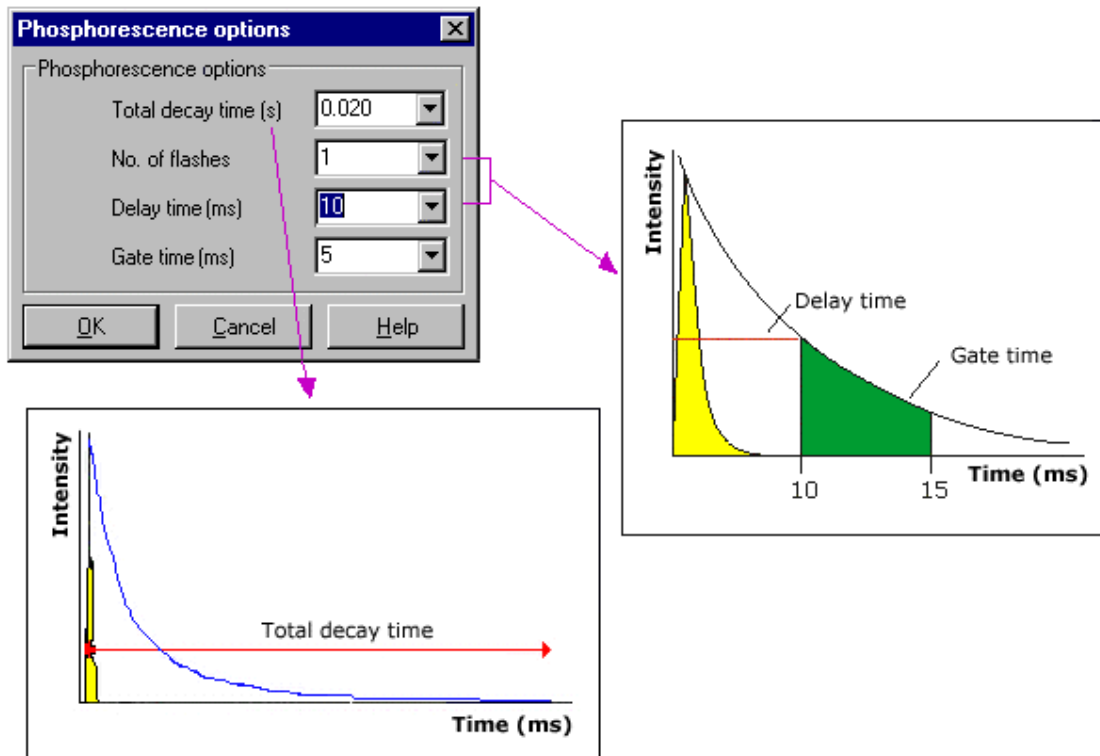 Phosphorescence options
Phosphorescence options
Total decay time (s) 0.020
No. of flashes 1
Delay time (ms) 10
Gate time (ms) 5
OK Cancel Help
Intensity
Delay time
Gate time
10 15
Time (ms)
Intensity
Total decay time
Time (ms)